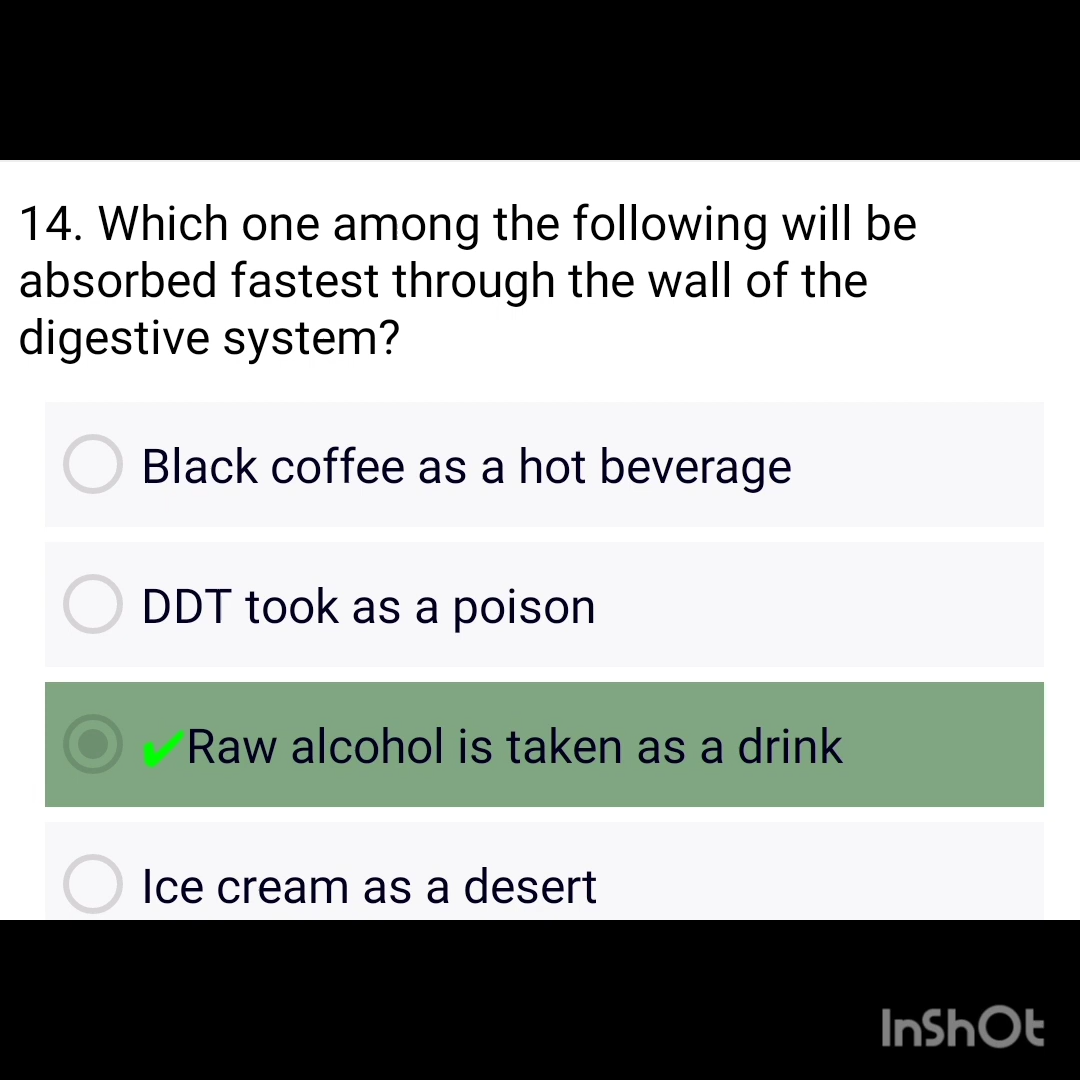 14. Which one among the following will be
absorbed fastest through the wall of the
digestive system?
Black coffee as a hot beverage
DDT took as a poison
✔Raw alcohol is taken as a drink
Ice cream as a desert
InShOt